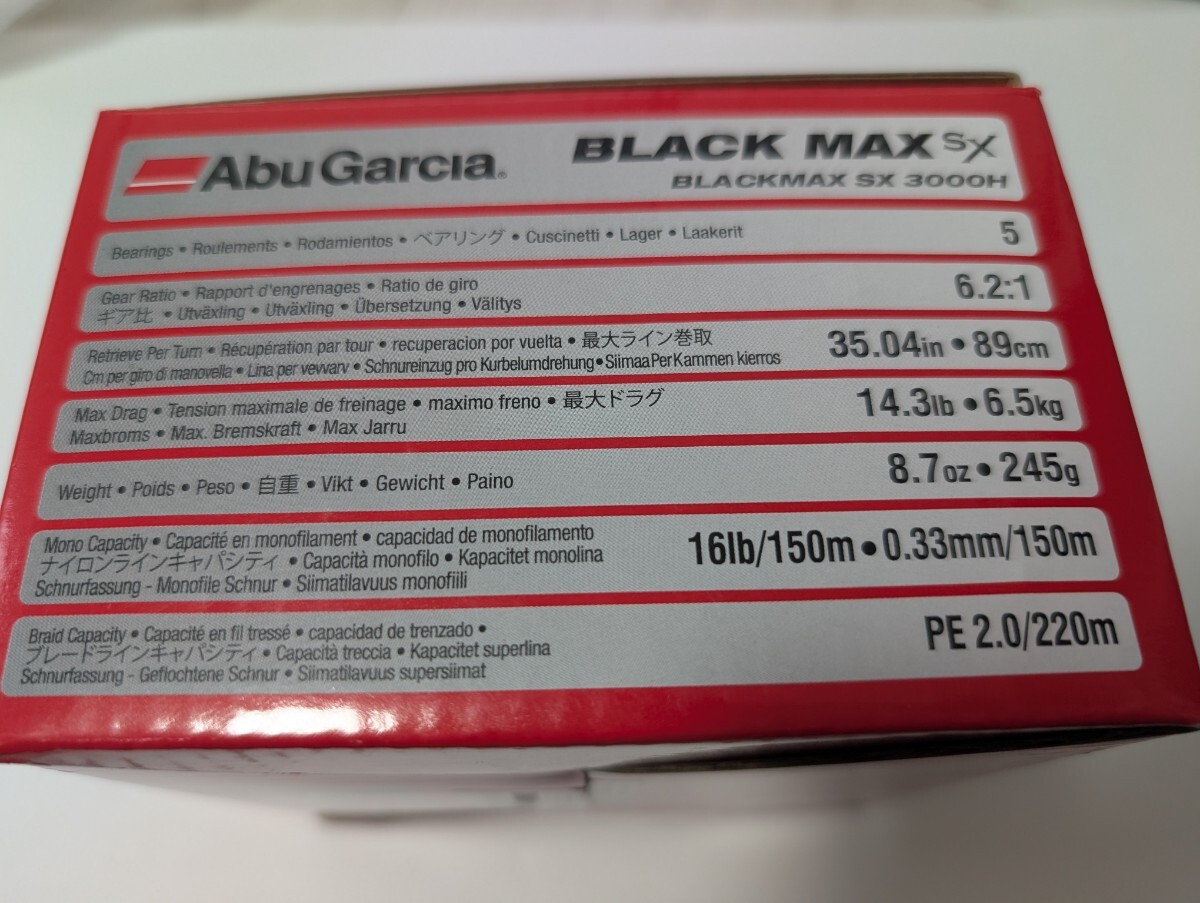 Abu Garcia.
BLACK MAX SX
BLACKMAX SX 3000H
Bearings • Roulements • Rodamientos • ベアリング • Cuscinetti • Lager • Laakerit
5
Gear Ratio • Rapport d'engrenages • Ratio de giro
ギア比 • Utväxling • Utväxling • Übersetzung • Välitys
6.2:1
Retrieve Per Turn • Récupération par tour • recuperacion por vuelta • 最大ライン巻取
Cm per giro di manovella • Lina per vevvarv • Schnureinzug pro Kurbelumdrehung • Siimaa Per Kammen kierros
35.04in • 89cm
Max Drag • Tension maximale de freinage • maximo freno • 最大ドラグ
Maxbroms • Max. Bremskraft • Max Jarru
14.3lb • 6.5kg
Weight • Poids • Peso • 自重 • Vikt • Gewicht • Paino
8.7oz • 245g
Mono Capacity • Capacité en monofilament • capacidad de monofilamento
ナイロンラインキャパシティ • Capacità monofilo • Kapacitet monolina
Schnurfassung - Monofile Schnur • Siimatilavuus monofiili
16lb/150m • 0.33mm/150m
Braid Capacity • Capacité en fil tressé • capacidad de trenzado •
ブレードラインキャパシティ • Capacità treccia • Kapacitet superlina
Schnurfassung - Geflochtene Schnur • Siimatilavuus supersiimat
PE 2.0/220m